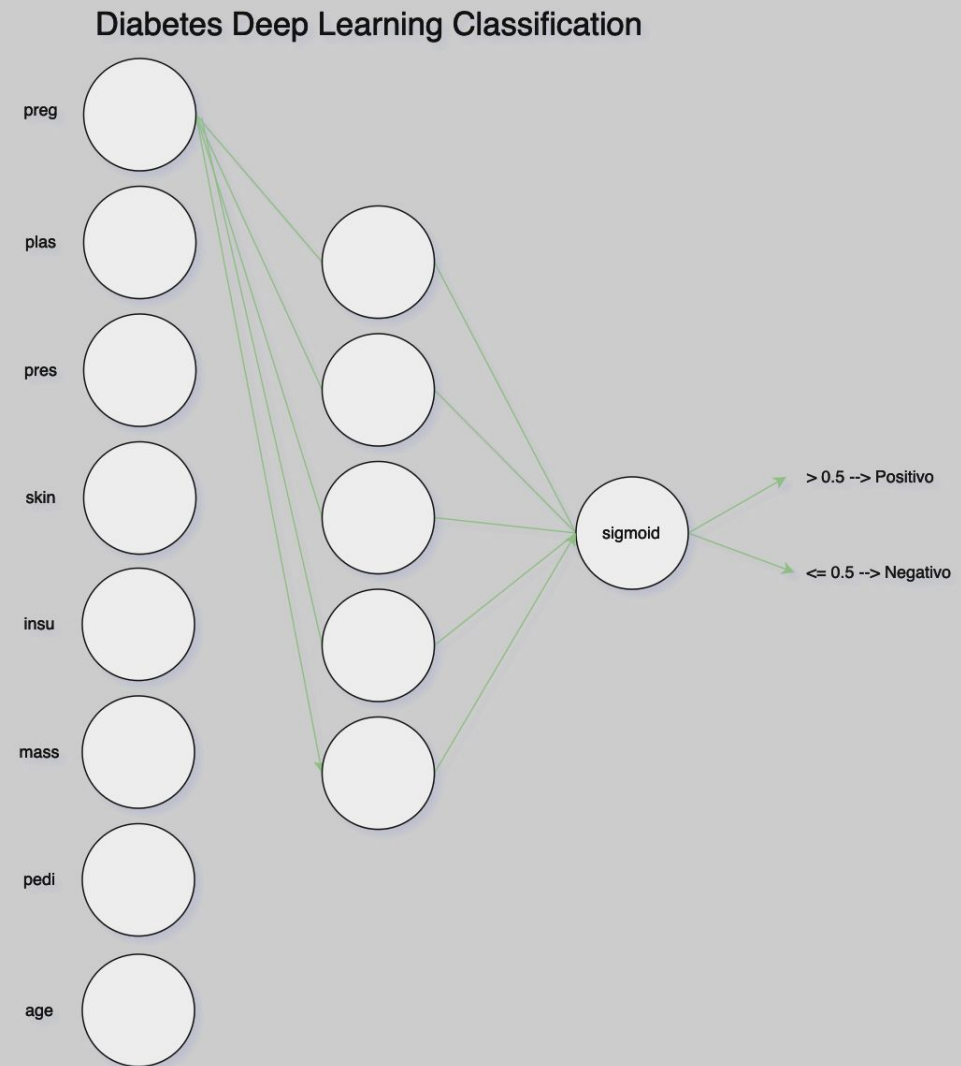 Diabetes Deep Learning Classification
preg
plas
pres
skin
insu
mass
pedi
age
sigmoid
> 0.5 --> Positivo
<= 0.5 --> Negativo